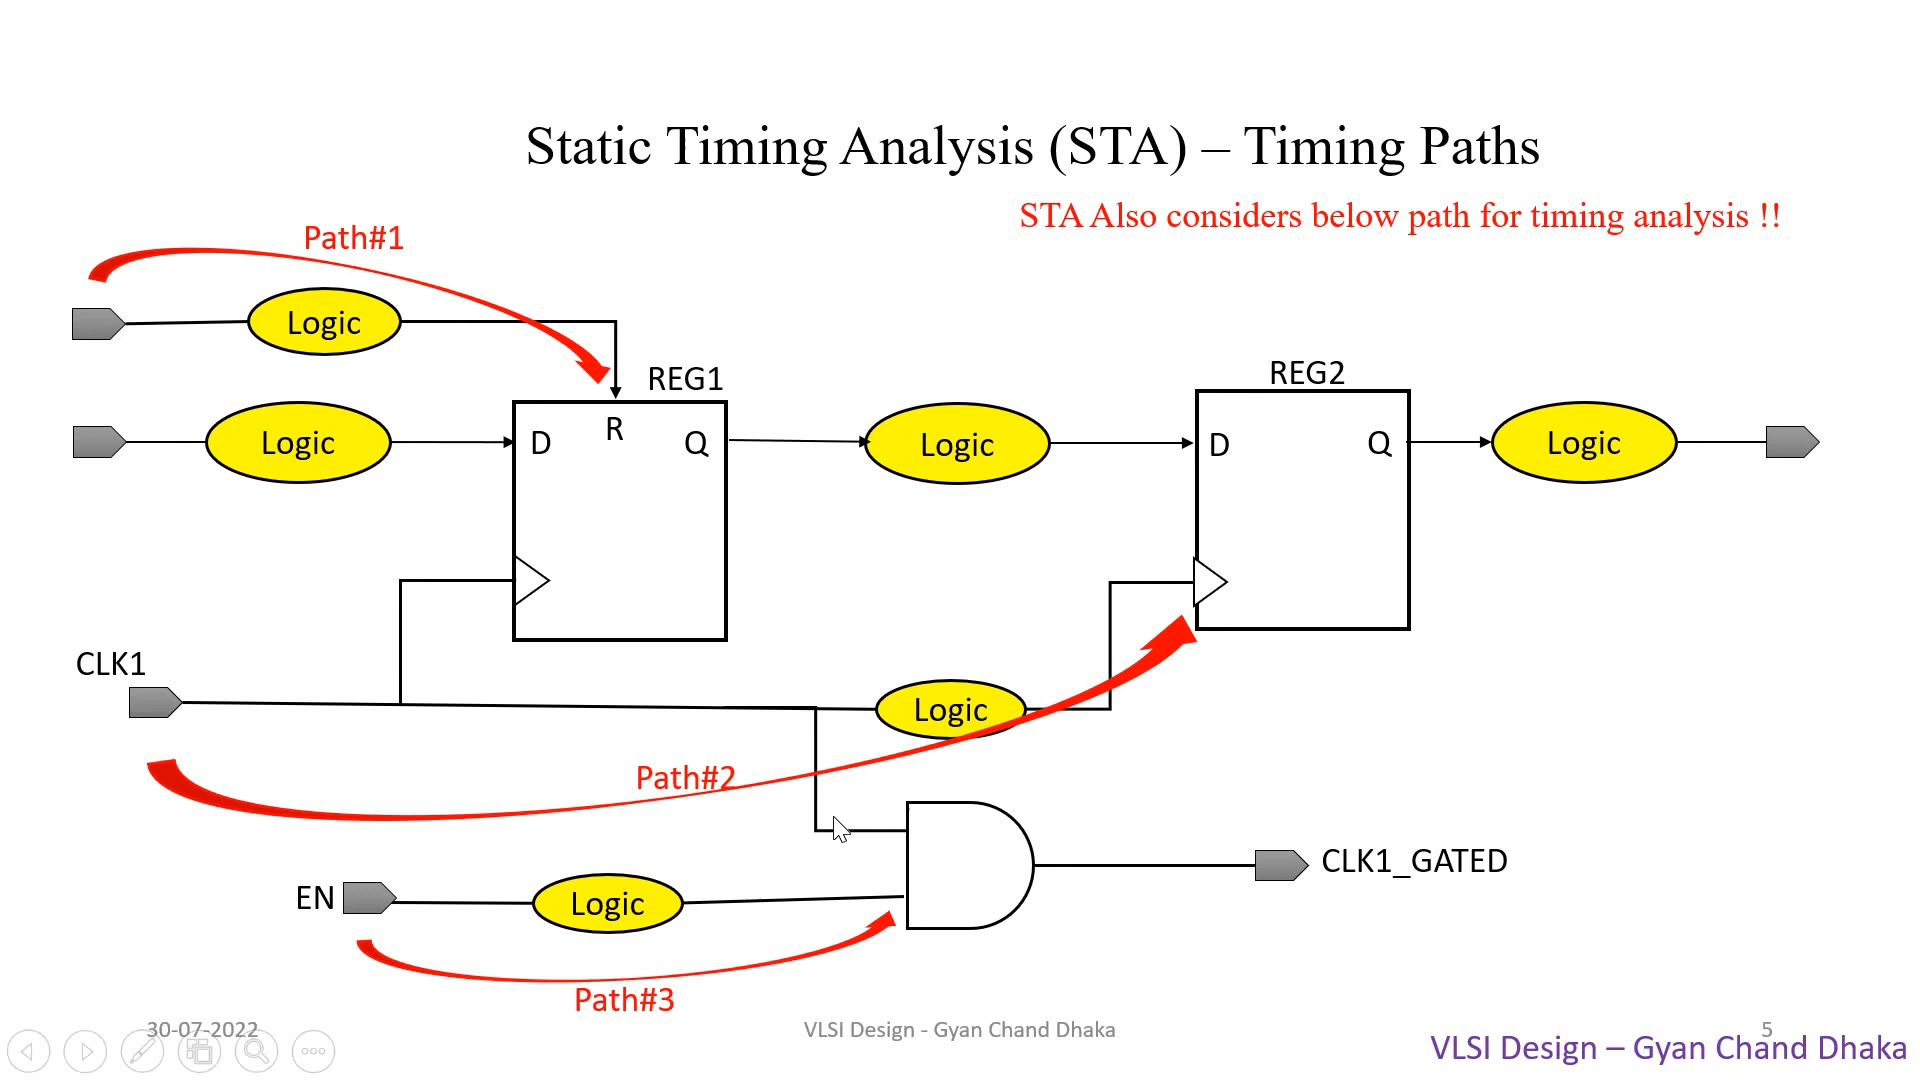 Static Timing Analysis (STA) – Timing Paths
STA Also considers below path for timing analysis !!
Path#1
Logic
REG1
REG2
Logic
D
R
Q
Logic
D
Q
Logic
CLK1
Logic
Path#2
EN
Logic
CLK1_GATED
Path#3
30-07-2022
VLSI Design - Gyan Chand Dhaka
5
VLSI Design – Gyan Chand Dhaka